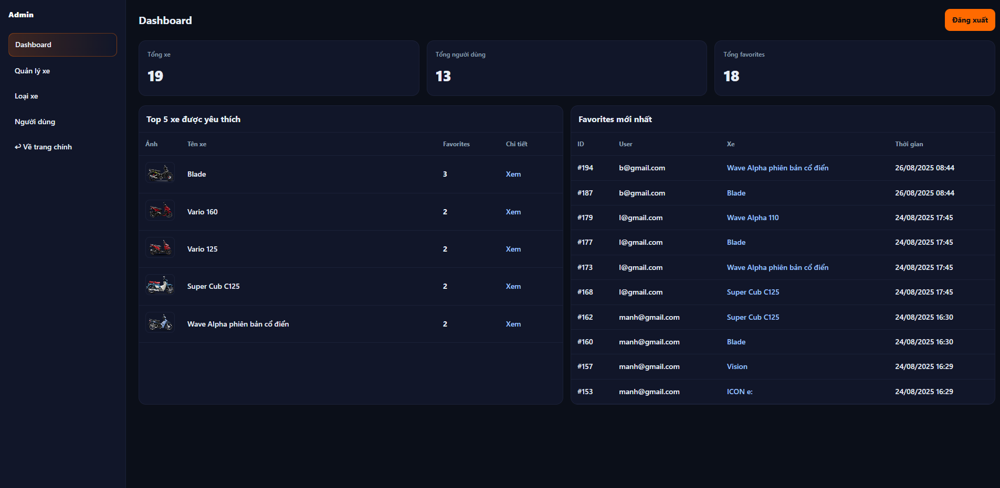 Admin
Dashboard
Quản lý xe
Loại xe
Người dùng
↩ Về trang chính
Dashboard
Đăng xuất
Tổng xe
19
Tổng người dùng
13
Tổng favorites
18
Top 5 xe được yêu thích
Ảnh Tên xe Favorites Chi tiết
Blade 3 Xem
Vario 160 2 Xem
Vario 125 2 Xem
Super Cub C125 2 Xem
Wave Alpha phiên bản cổ điển 2 Xem
Favorites mới nhất
ID User Xe Thời gian
#194 b@gmail.com Wave Alpha phiên bản cổ điển 26/08/2025 08:44
#187 b@gmail.com Blade 26/08/2025 08:44
#179 l@gmail.com Wave Alpha 110 24/08/2025 17:45
#177 l@gmail.com Blade 24/08/2025 17:45
#173 l@gmail.com Wave Alpha phiên bản cổ điển 24/08/2025 17:45
#168 l@gmail.com Super Cub C125 24/08/2025 17:45
#162 manh@gmail.com Super Cub C125 24/08/2025 16:30
#160 manh@gmail.com Blade 24/08/2025 16:30
#157 manh@gmail.com Vision 24/08/2025 16:29
#153 manh@gmail.com ICON e: 24/08/2025 16:29